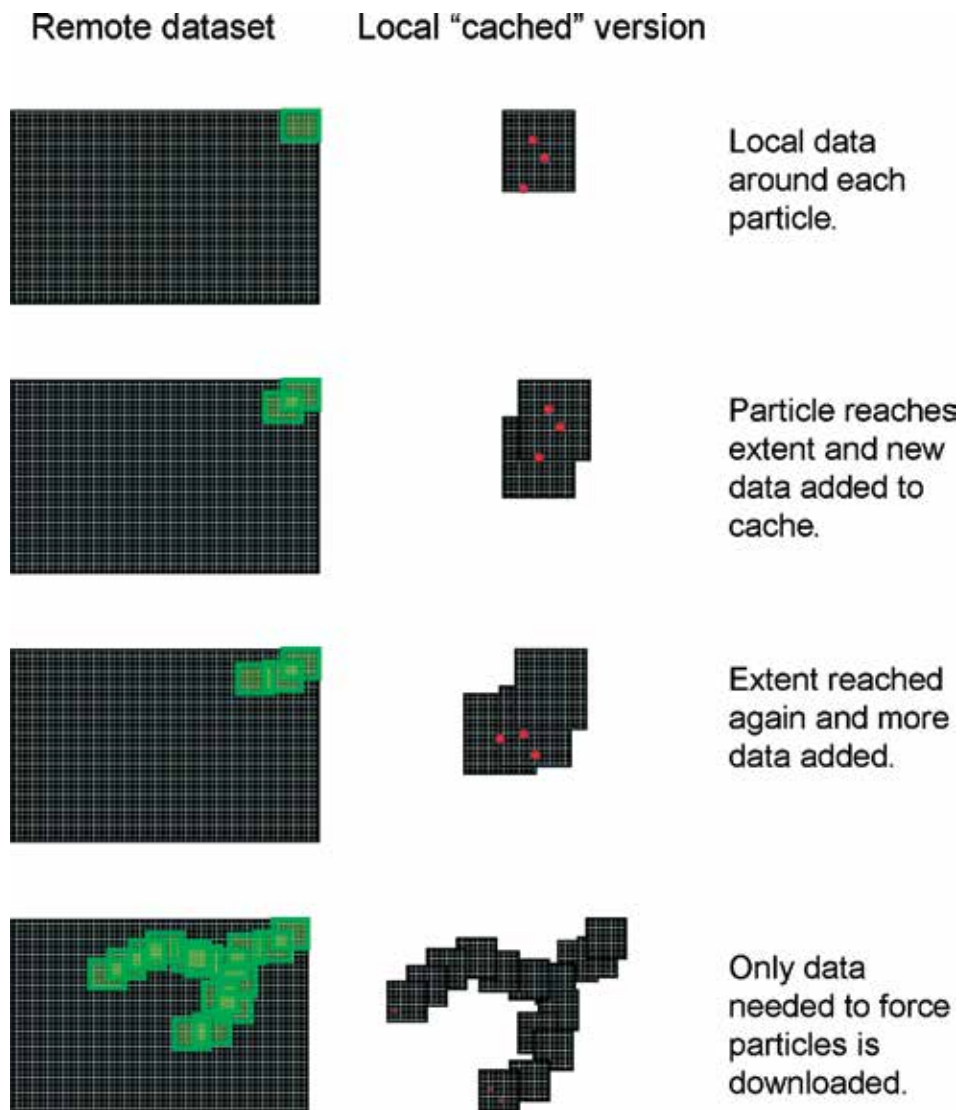 Remote dataset
Local “cached” version
Local data
around each
particle.
Particle reaches
extent and new
data added to
cache.
Extent reached
again and more
data added.
Only data
needed to force
particles is
downloaded.